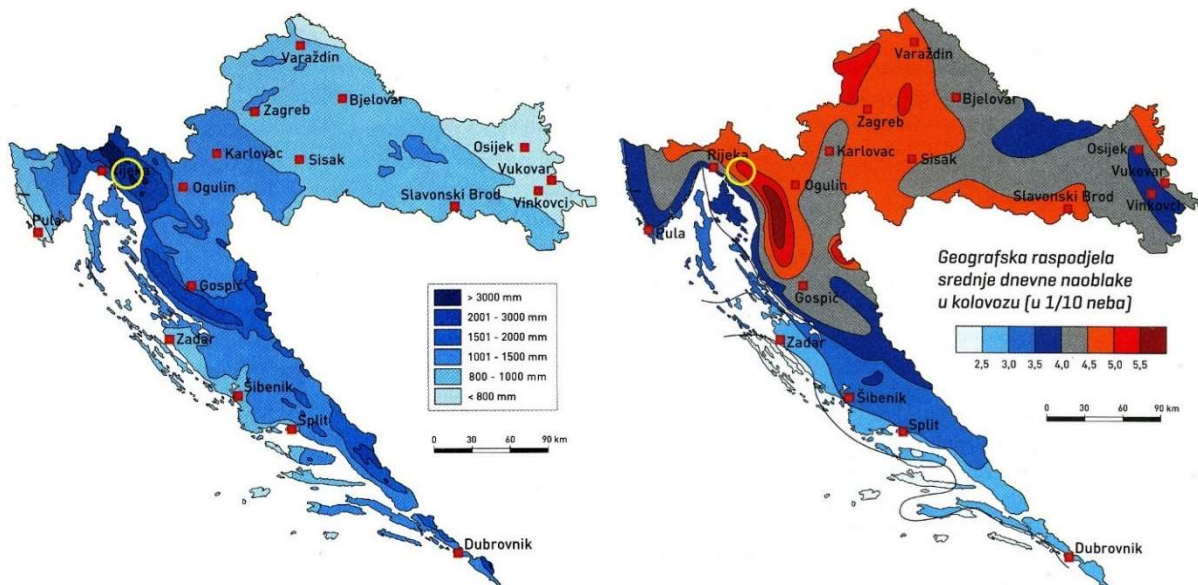 Varaždin
Bjelovar
Zagreb
Karlovac
Sisak
Osijek
Vukovar
Rijeka
Ogulin
Slavonski Brod
Vinkovci
Pula
Gospić
Zadar
Šibenik
Split
Dubrovnik
> 3000 mm
2001 - 3000 mm
1501 - 2000 mm
1001 - 1500 mm
800 - 1000 mm
< 800 mm
0 30 60 90 km
Varaždin
Bjelovar
Zagreb
Karlovac
Sisak
Osijek
Rijeka
Vukovar
Ogulin
Slavonski Brod
Vinkovci
Pula
Gospić
Geografska raspodjela
srednje dnevne naoblake
u kolovozu (u 1/10 neba)
2,5 3,0 3,5 4,0 4,5 5,0 5,5
Zadar
Šibenik
Split
0 30 60 90 km
Dubrovnik